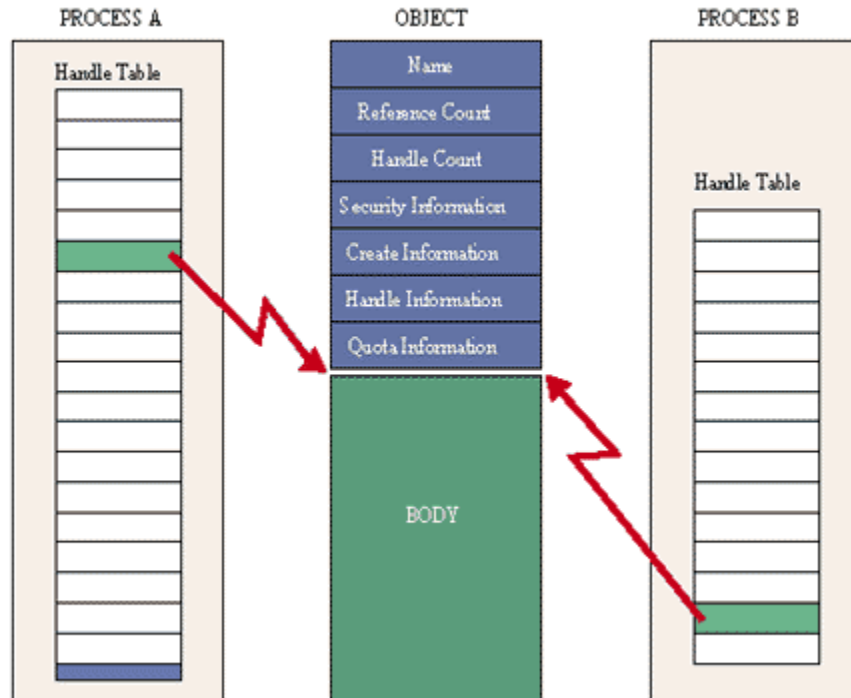 PROCESS A
OBJECT
PROCESS B
Handle Table
Name
Reference Count
Handle Count
Security Information
Create Information
Handle Information
Quota Information
BODY
Handle Table